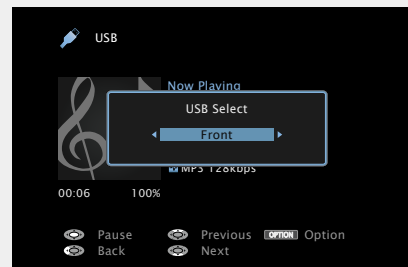 USB
Now Playing
USB Select
Front
MP3 128kbps
00:06 100%
Pause Previous OPTION Option
Back Next